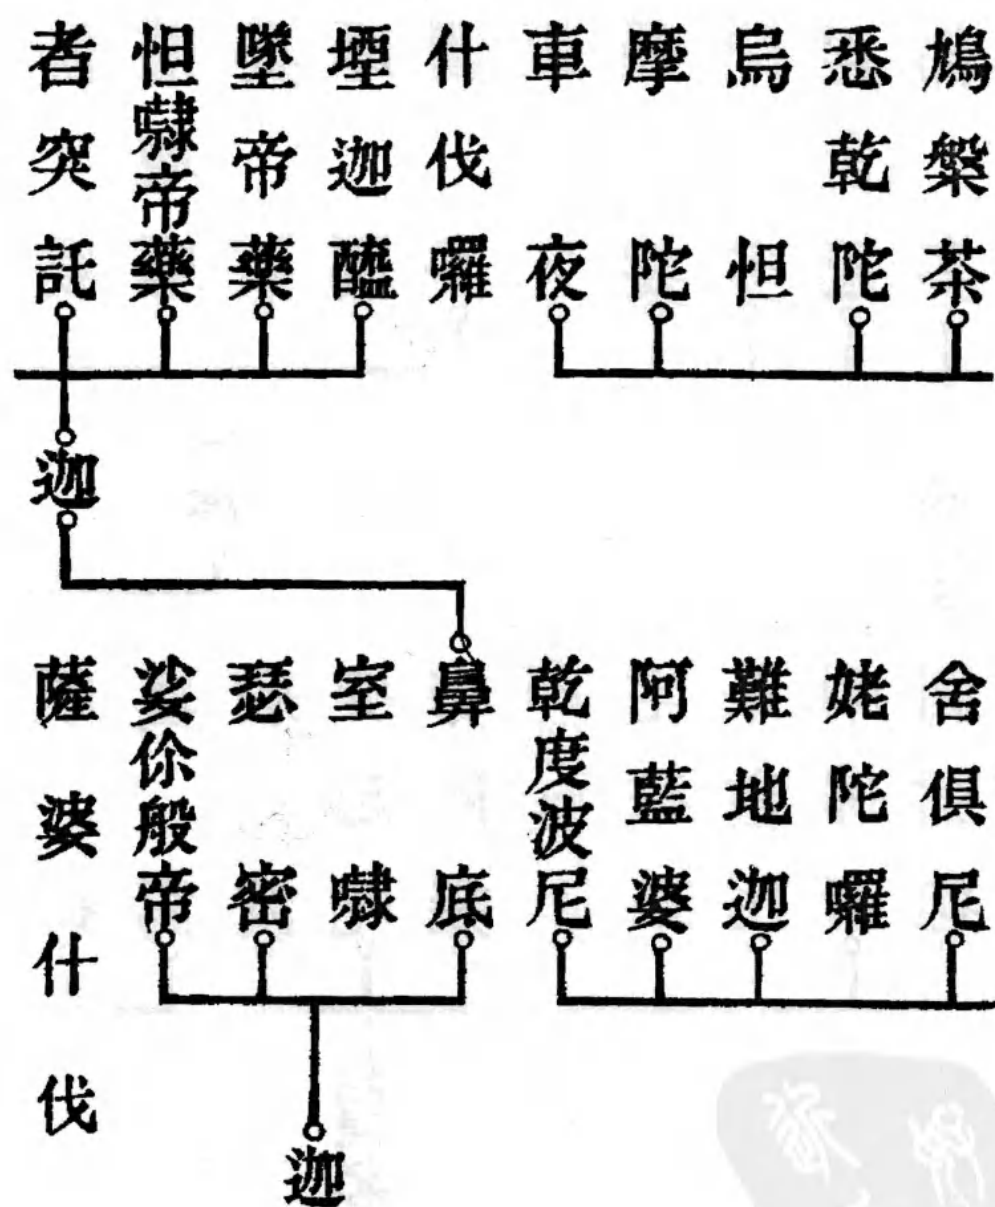 鳩槃茶
悉乾陀
烏怛
摩陀
車夜
什伐囉
堙迦醯
墜帝藥
怛㘑帝藥
者突託
迦
舍俱尼
姥陀囉
難地迦
阿藍婆
乾度波尼
鼻底
室㘑
瑟密
娑你般帝
薩婆什伐
迦